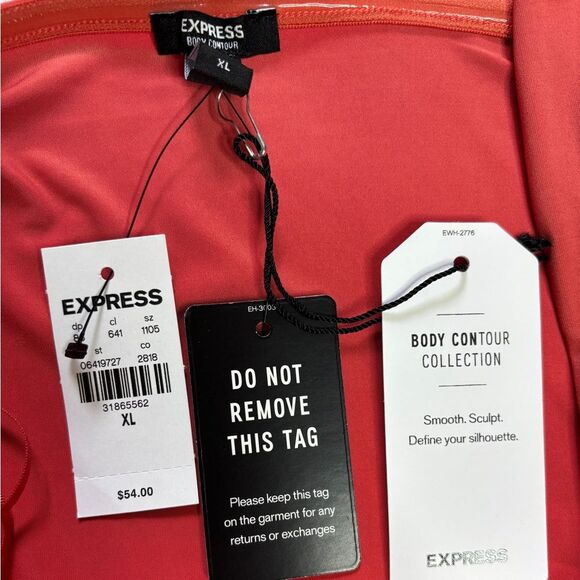 EXPRESS
BODY CONTOUR
XL
EXPRESS
cl sz
641 1105
st co
06419727 2818
31865562
XL
$54.00
DO NOT
REMOVE
THIS TAG
Please keep this tag
on the garment for any
returns or exchanges
EWH-2776
BODY CONTOUR
COLLECTION
Smooth. Sculpt.
Define your silhouette.
EXPRESS